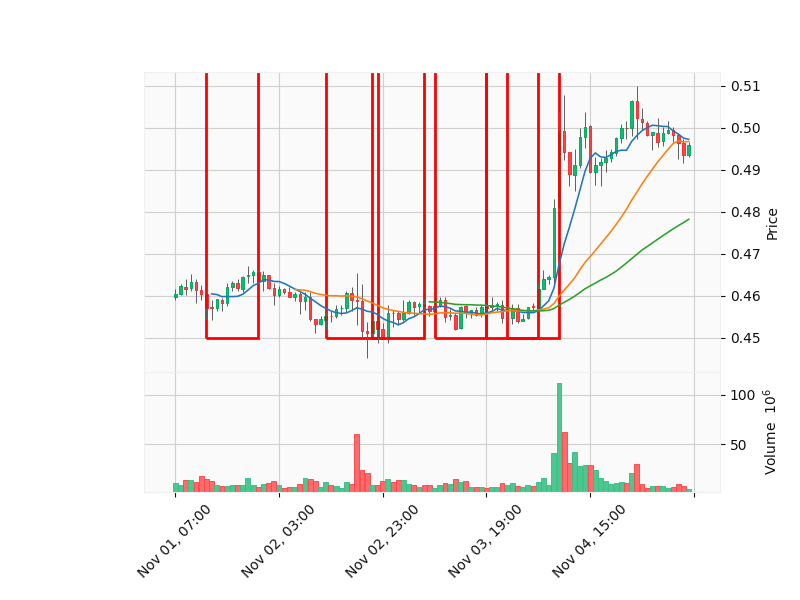 0.51
0.50
0.49
0.48
0.47
0.46
0.45
Price
100
50
Volume 10⁶
Nov 01, 07:00
Nov 02, 03:00
Nov 02, 23:00
Nov 03, 19:00
Nov 04, 15:00